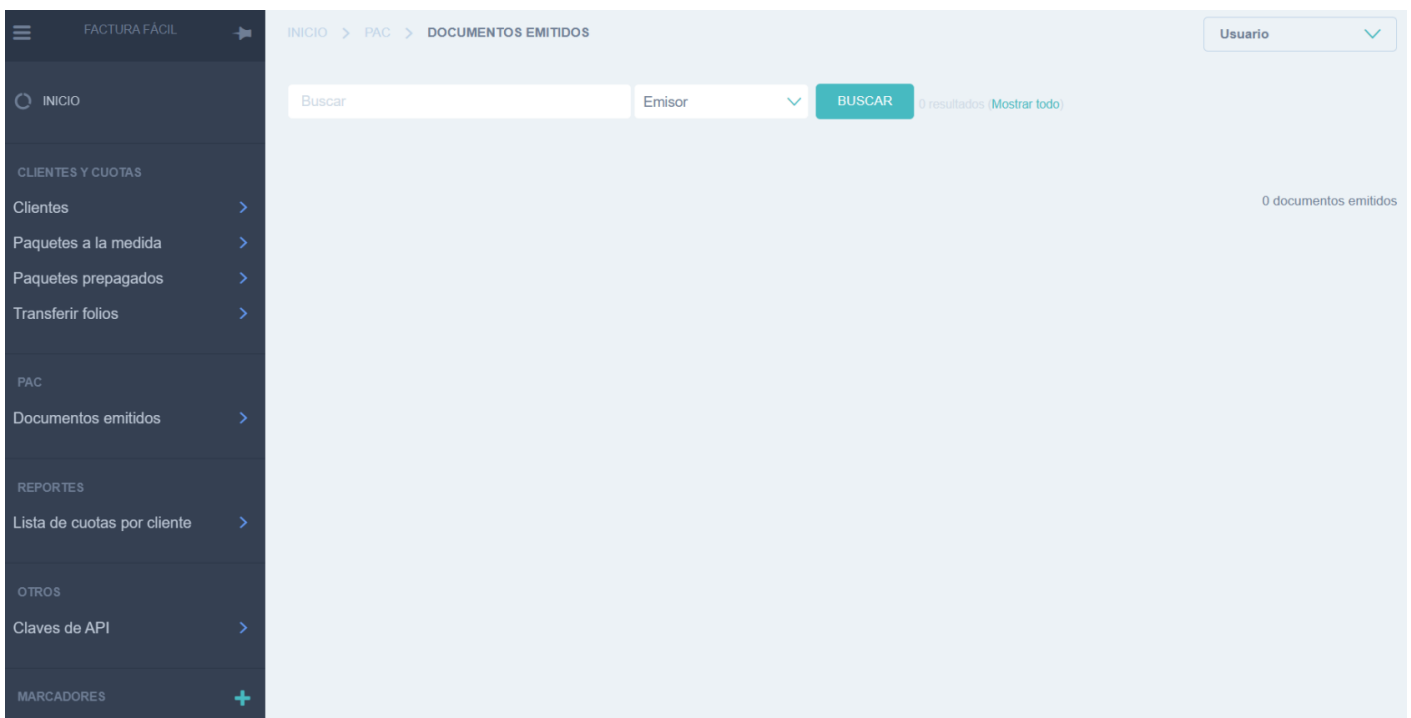 FACTURA FÁCIL
INICIO > PAC > DOCUMENTOS EMITIDOS
Usuario
INICIO
Buscar
Emisor
BUSCAR
0 resultados (Mostrar todo)
CLIENTES Y CUOTAS
Clientes
0 documentos emitidos
Paquetes a la medida
Paquetes prepagados
Transferir folios
PAC
Documentos emitidos
REPORTES
Lista de cuotas por cliente
OTROS
Claves de API
MARCADORES